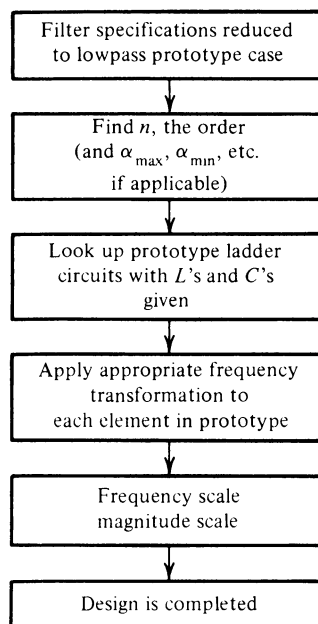 Filter specifications reduced
to lowpass prototype case
Find n, the order
(and αmax, αmin, etc.
if applicable)
Look up prototype ladder
circuits with L's and C's
given
Apply appropriate frequency
transformation to
each element in prototype
Frequency scale
magnitude scale
Design is completed